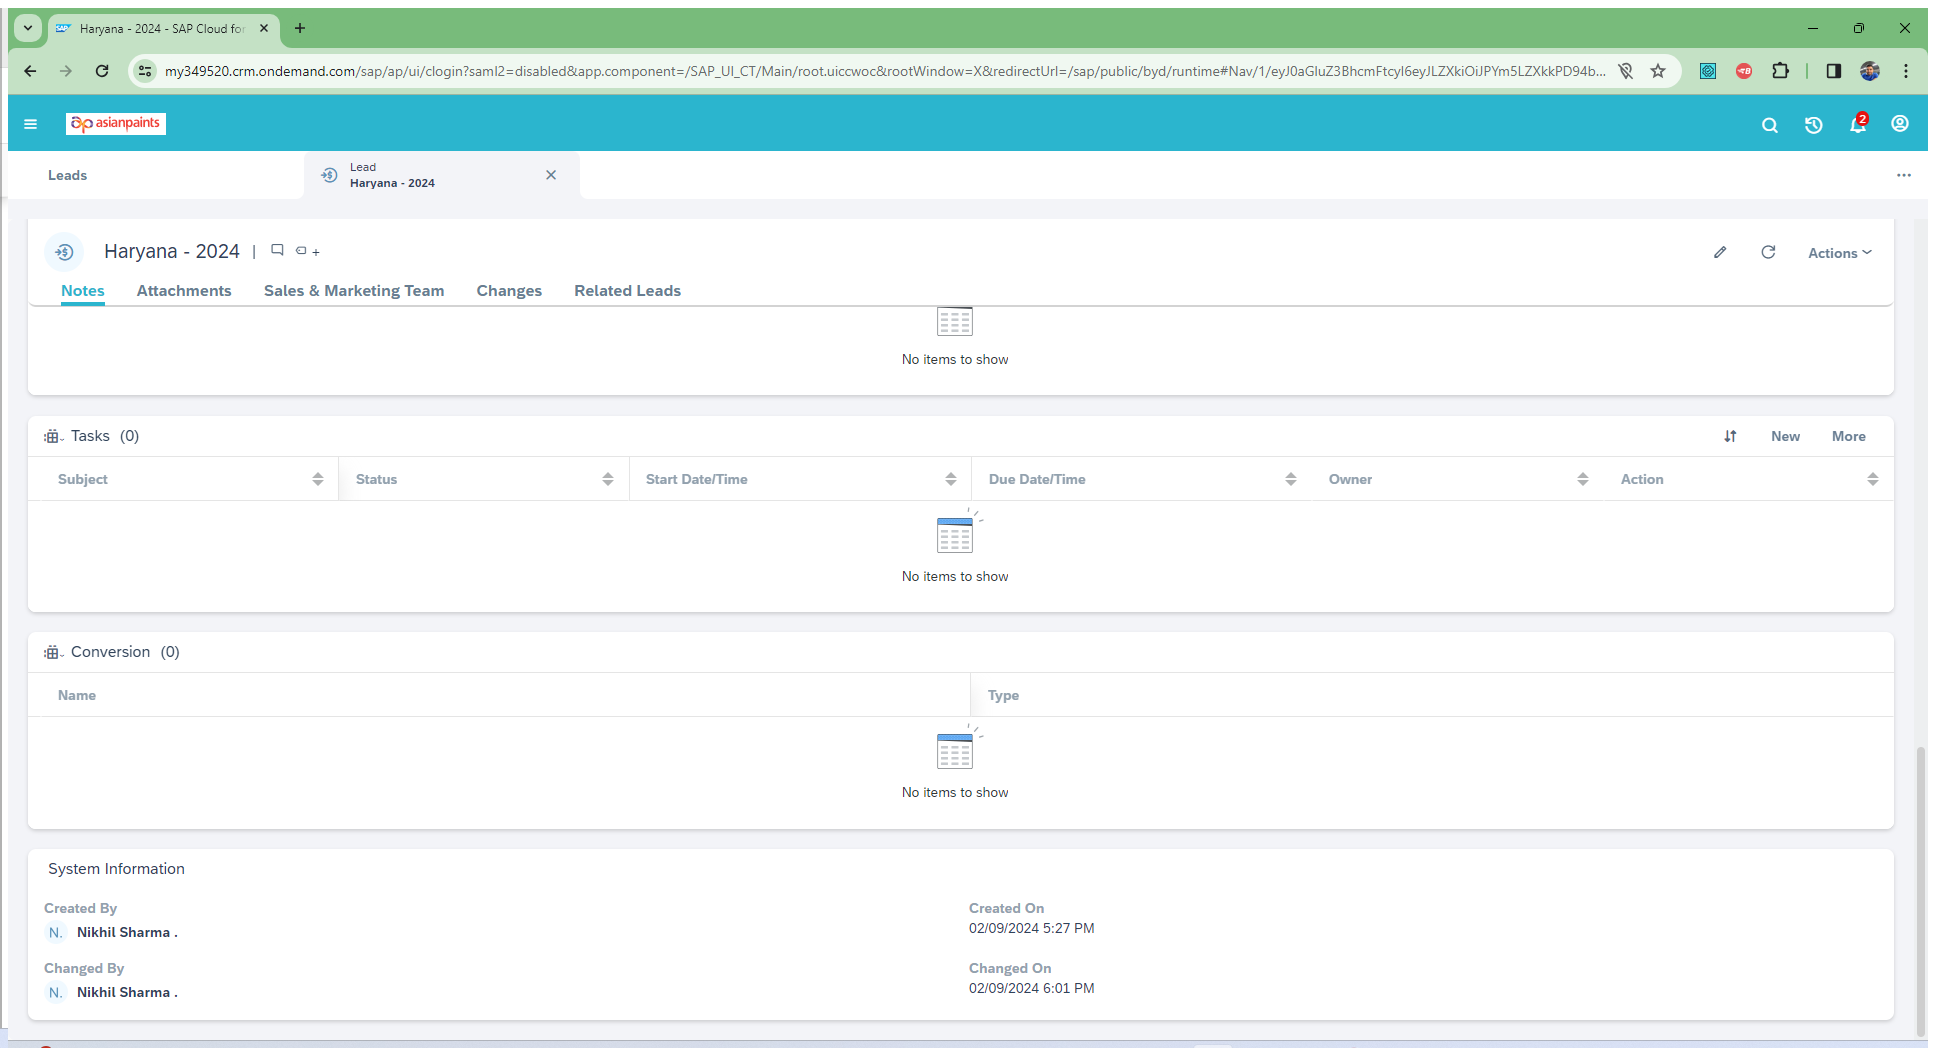 Haryana - 2024 - SAP Cloud for
my349520.crm.ondemand.com/sap/ap/ui/clogin?saml2=disabled&app.component=/SAP_UI_CT/Main/root.uiccwoc&rootWindow=X&redirectUrl=/sap/public/byd/runtime#Nav/1/eyJ0aGluZ3BhcmFtcyI6eyJLZXkiOiJPYm5LZXkkPD94b...
asianpaints
2
Leads
Lead
Haryana - 2024
Haryana - 2024
Actions
Notes Attachments Sales & Marketing Team Changes Related Leads
No items to show
Tasks (0) New More
Subject Status Start Date/Time Due Date/Time Owner Action
No items to show
Conversion (0)
Name Type
No items to show
System Information
Created By Created On
N. Nikhil Sharma . 02/09/2024 5:27 PM
Changed By Changed On
N. Nikhil Sharma . 02/09/2024 6:01 PM